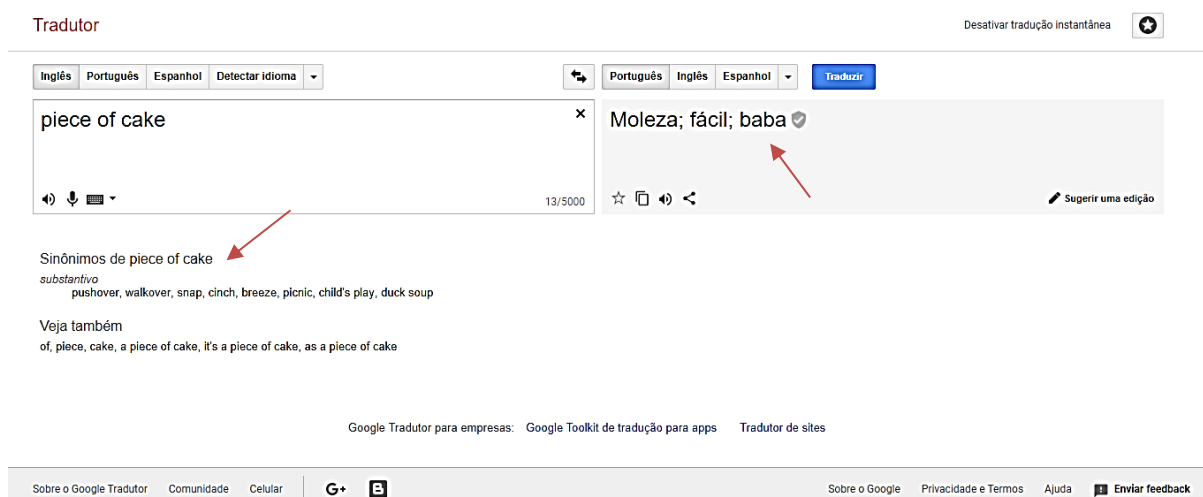 Tradutor
Desativar tradução instantânea
Inglês Português Espanhol Detectar idioma
Português Inglês Espanhol Traduzir
piece of cake
Moleza; fácil; baba
13/5000
Sugerir uma edição
Sinônimos de piece of cake
substantivo
pushover, walkover, snap, cinch, breeze, picnic, child's play, duck soup
Veja também
of, piece, cake, a piece of cake, it's a piece of cake, as a piece of cake
Google Tradutor para empresas: Google Toolkit de tradução para apps Tradutor de sites
Sobre o Google Tradutor Comunidade Celular G+ Sobre o Google Privacidade e Termos Ajuda Enviar feedback